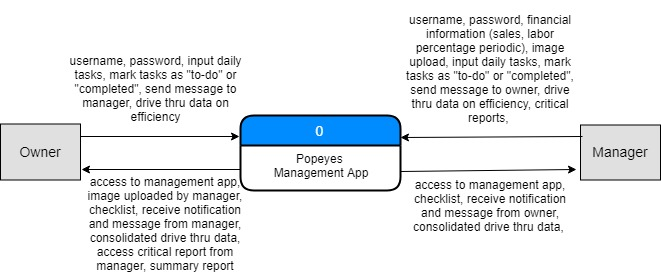 username, password, input daily
tasks, mark tasks as "to-do" or
"completed", send message to
manager, drive thru data on
efficiency
username, password, financial
information (sales, labor
percentage periodic), image
upload, input daily tasks, mark
tasks as "to-do" or "completed",
send message to owner, drive
thru data on efficiency, critical
reports,
Owner
0
Popeyes
Management App
Manager
access to management app,
image uploaded by manager,
checklist, receive notification
and message from manager,
consolidated drive thru data,
access critical report from
manager, summary report
access to management app,
checklist, receive notification
and message from owner,
consolidated drive thru data,